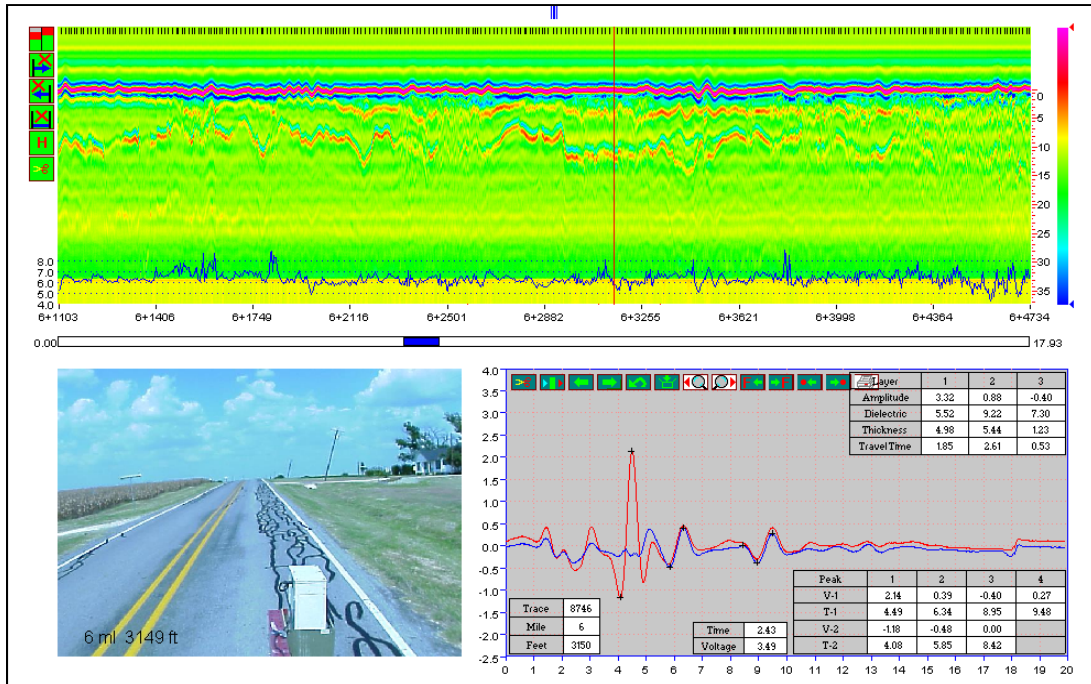 0
5
10
15
20
25
30
35
H
8.0
7.0
6.0
5.0
4.0
6+1103 6+1406 6+1749 6+2116 6+2501 6+2882 6+3255 6+3621 6+3998 6+4364 6+4734
0.00 17.93
6 ml 3149 ft
4.0
3.5
3.0
2.5
2.0
1.5
1.0
0.5
0.0
-0.5
-1.0
-1.5
-2.0
-2.5
F F
Layer 1 2 3
Amplitude 3.32 0.88 -0.40
Dielectric 5.52 9.22 7.30
Thickness 4.98 5.44 1.23
Travel Time 1.85 2.61 0.53
Trace 8746
Mile 6
Feet 3150
Time 2.43
Voltage 3.49
Peak 1 2 3 4
V-1 2.14 0.39 -0.40 0.27
T-1 4.49 6.34 8.95 9.48
V-2 -1.18 -0.48 0.00
T-2 4.08 5.85 8.42
0 1 2 3 4 5 6 7 8 9 10 11 12 13 14 15 16 17 18 19 20